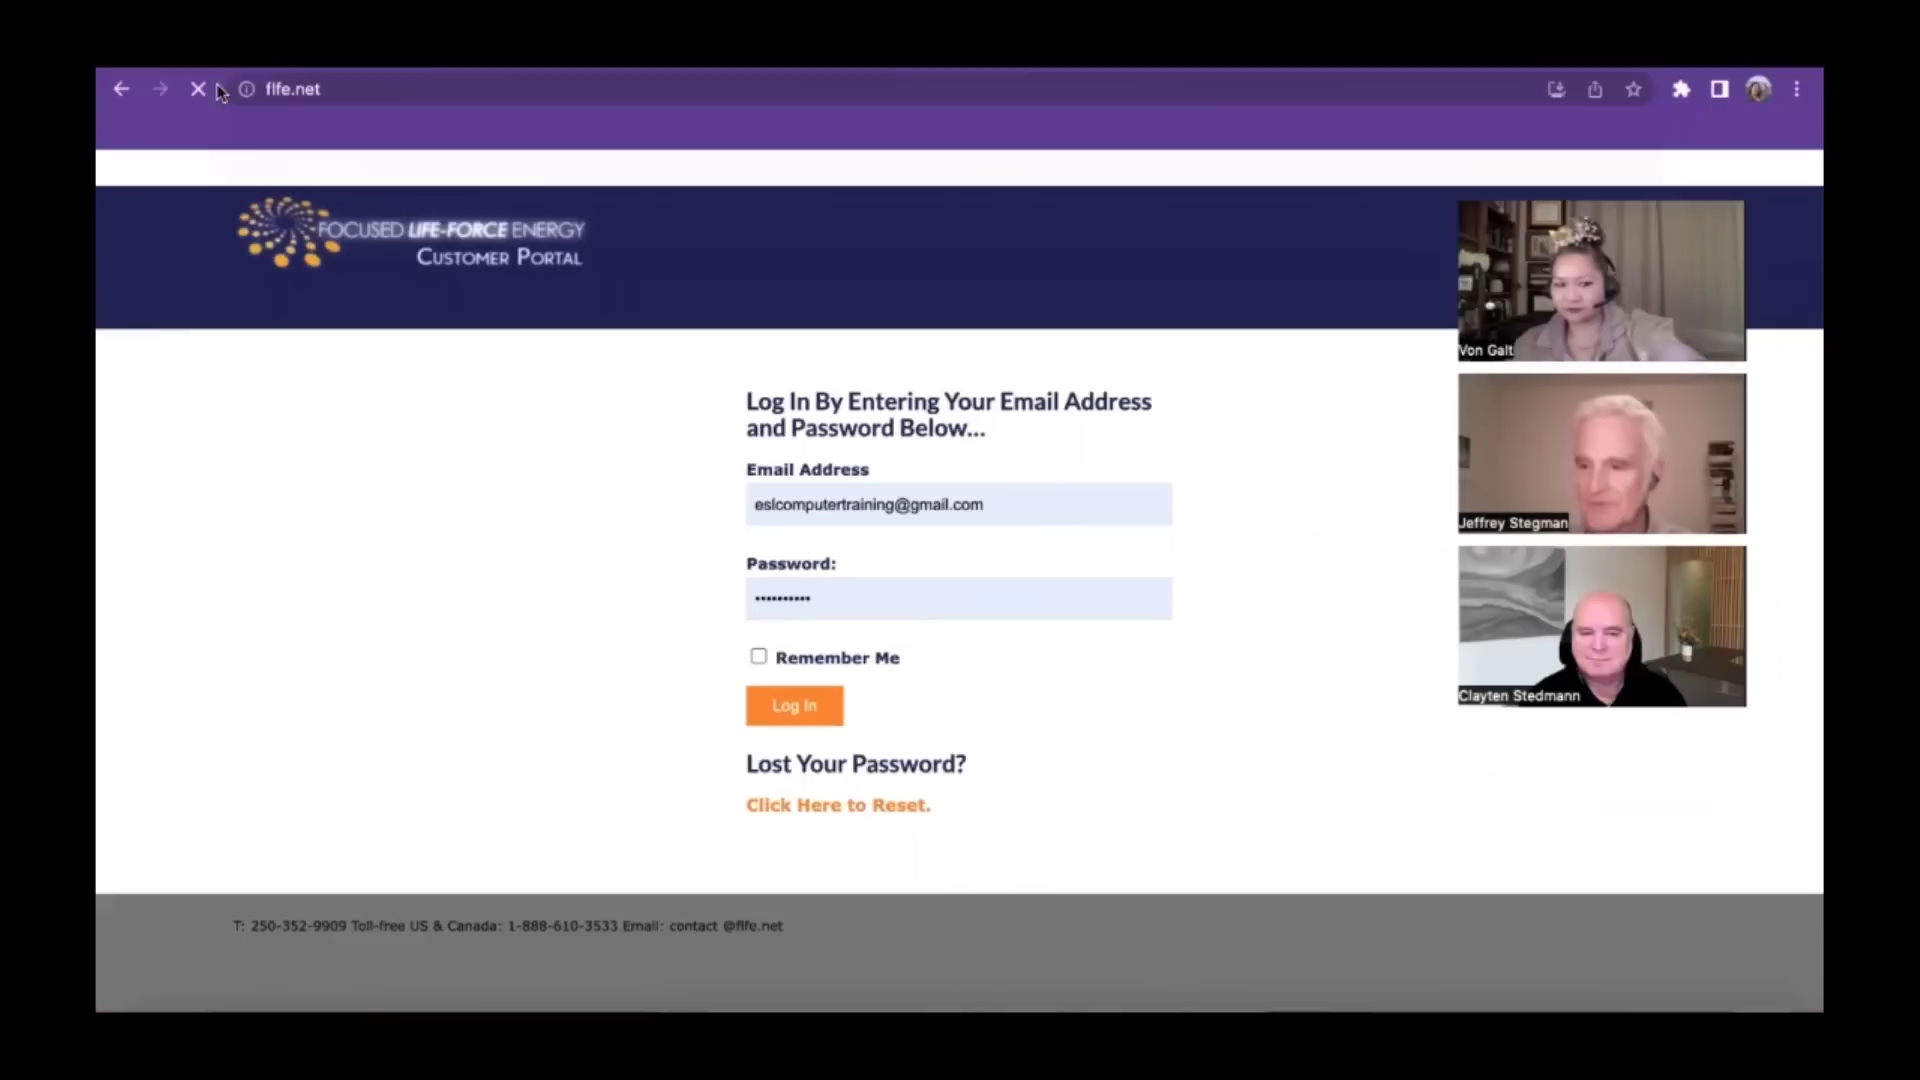 flfe.net
FOCUSED LIFE-FORCE ENERGY
CUSTOMER PORTAL
Von Galt
Log In By Entering Your Email Address
and Password Below...
Email Address
eslcomputertraining@gmail.com
Jeffrey Stegman
Password:
••••••••••
Remember Me
Clayten Stedmann
Log In
Lost Your Password?
Click Here to Reset.
T: 250-352-9909 Toll-free US & Canada: 1-888-610-3533 Email: contact @flfe.net